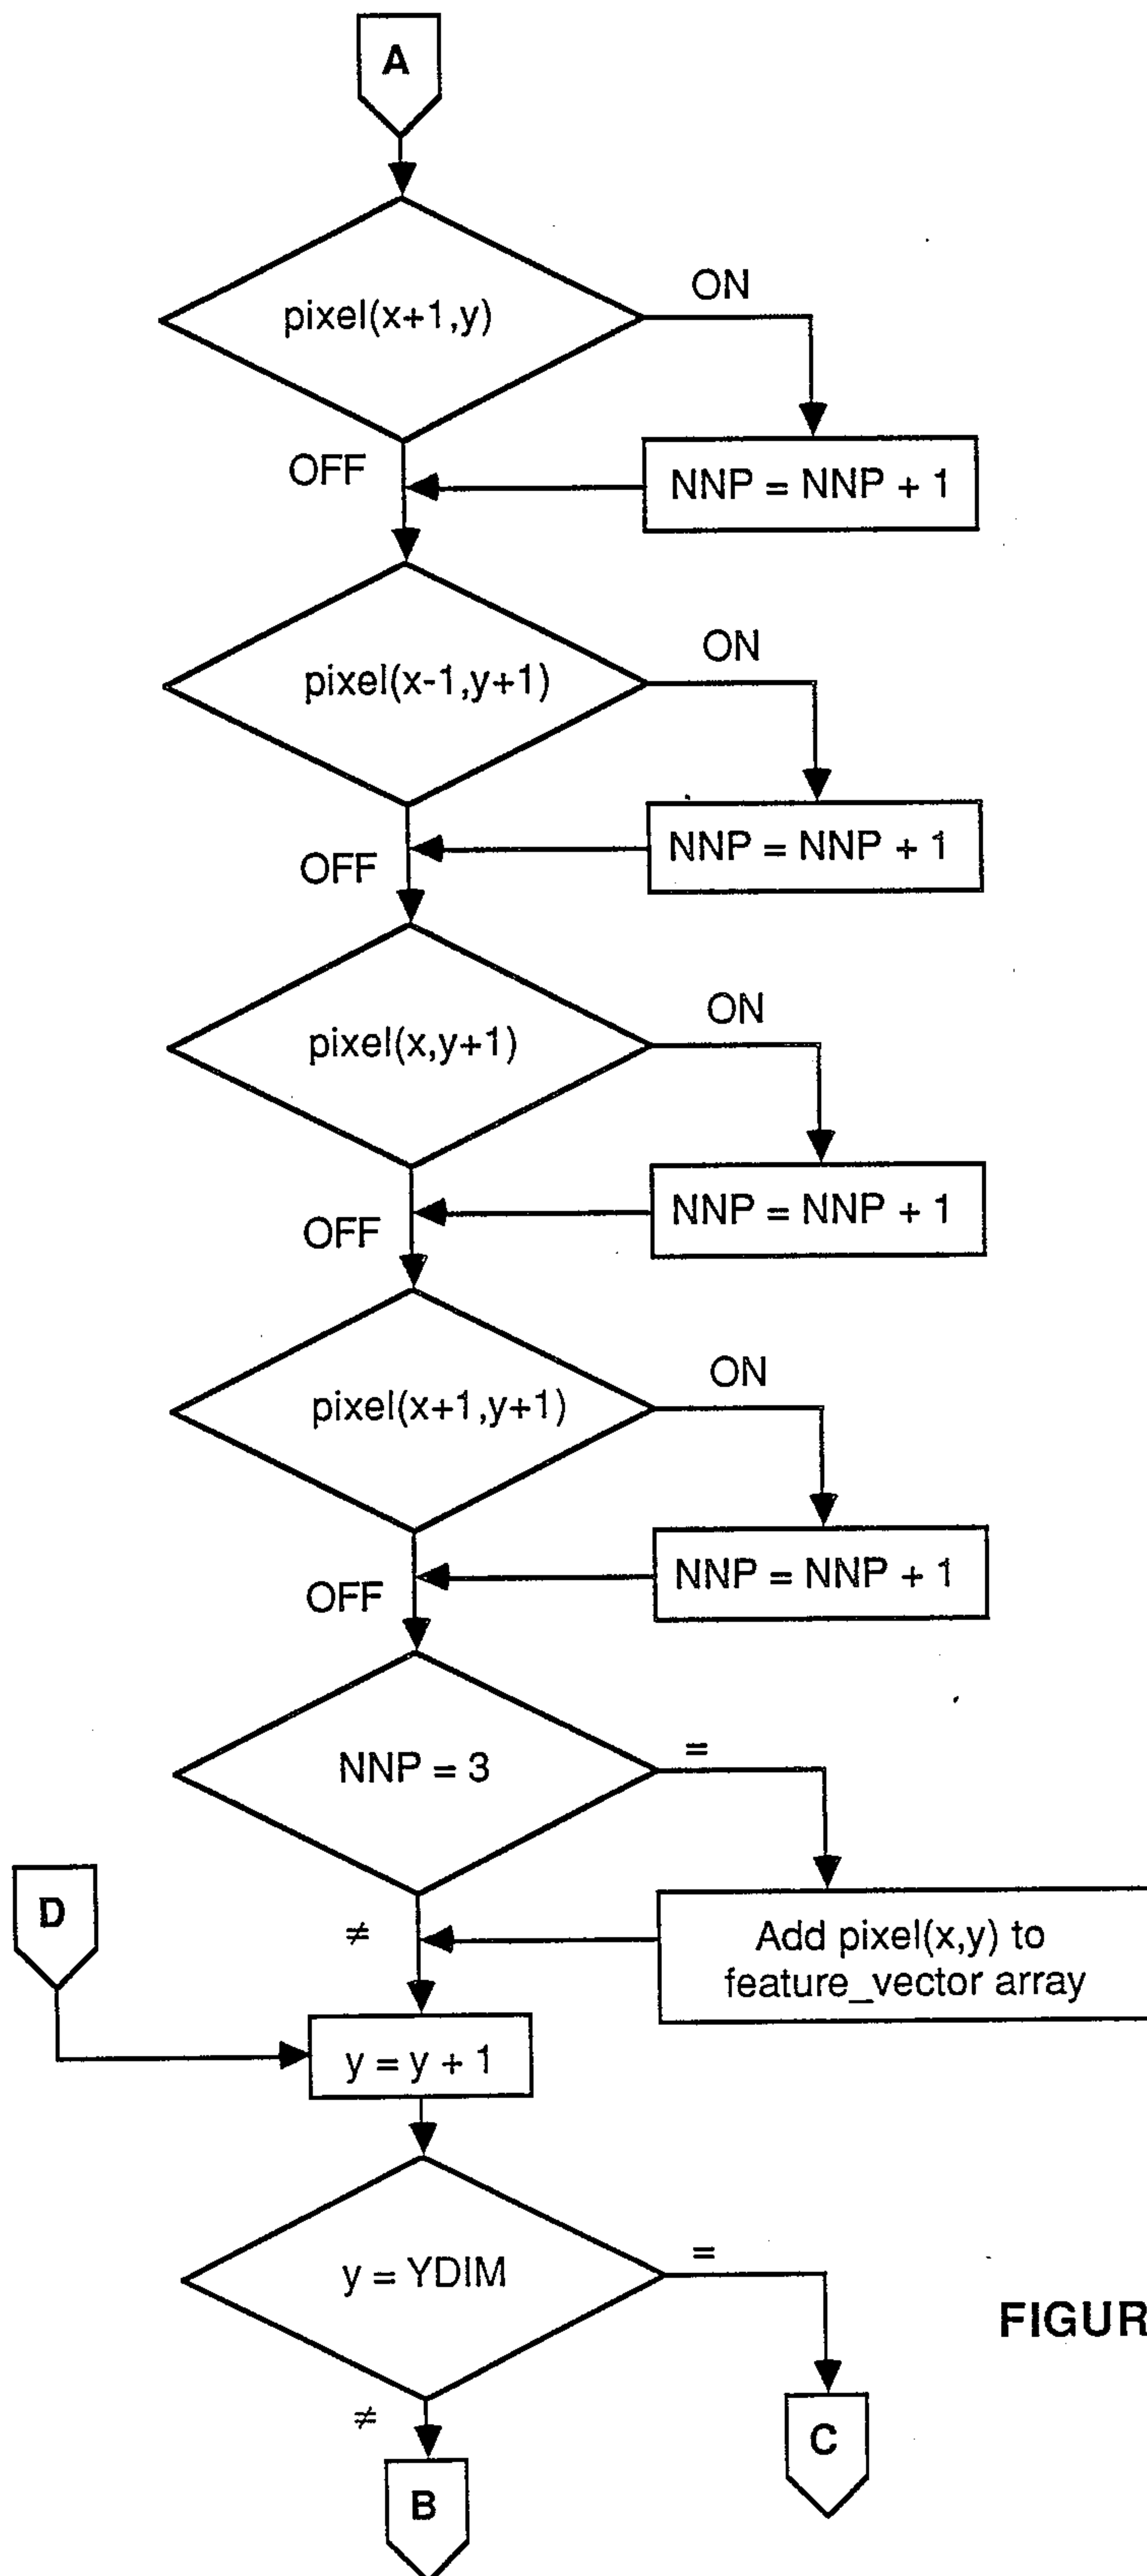 A
pixel(x+1,y)
ON
OFF
NNP = NNP + 1
pixel(x-1,y+1)
ON
OFF
NNP = NNP + 1
pixel(x,y+1)
ON
OFF
NNP = NNP + 1
pixel(x+1,y+1)
ON
OFF
NNP = NNP + 1
NNP = 3
=
D
≠
Add pixel(x,y) to
feature_vector array
y = y + 1
y = YDIM
=
FIGUR
≠
C
B